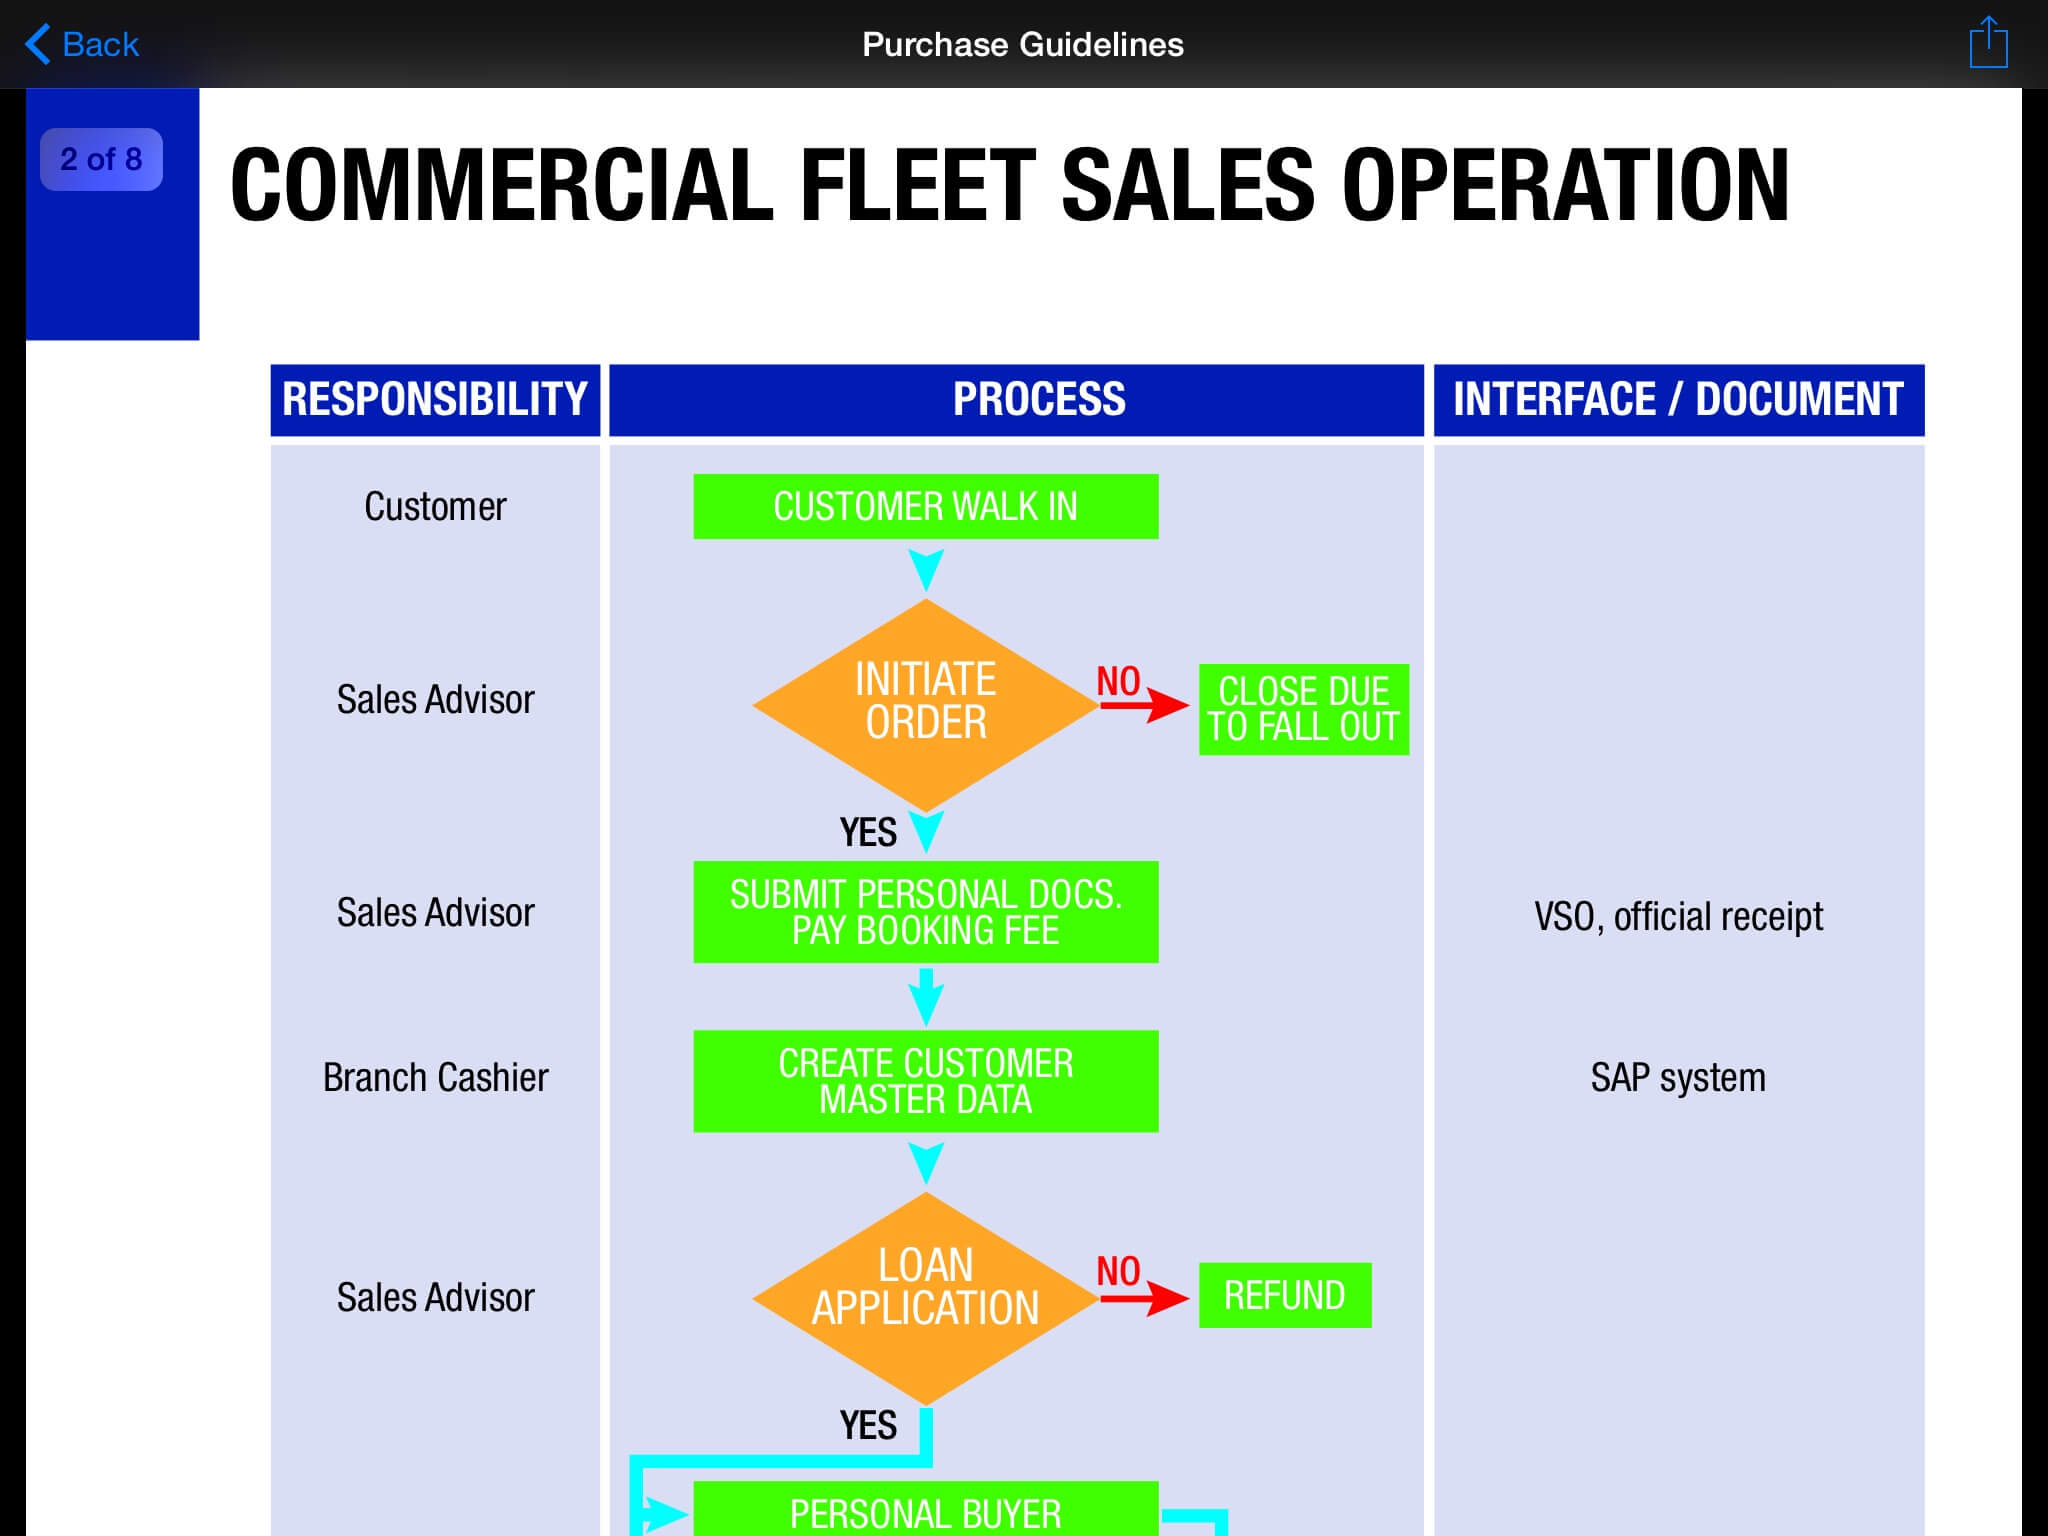 Back
Purchase Guidelines
2 of 8
COMMERCIAL FLEET SALES OPERATION
RESPONSIBILITY
PROCESS
INTERFACE / DOCUMENT
Customer
CUSTOMER WALK IN
Sales Advisor
INITIATE
ORDER
NO
CLOSE DUE
TO FALL OUT
YES
Sales Advisor
SUBMIT PERSONAL DOCS.
PAY BOOKING FEE
VSO, official receipt
Branch Cashier
CREATE CUSTOMER
MASTER DATA
SAP system
Sales Advisor
LOAN
APPLICATION
NO
REFUND
YES
PERSONAL BUYER